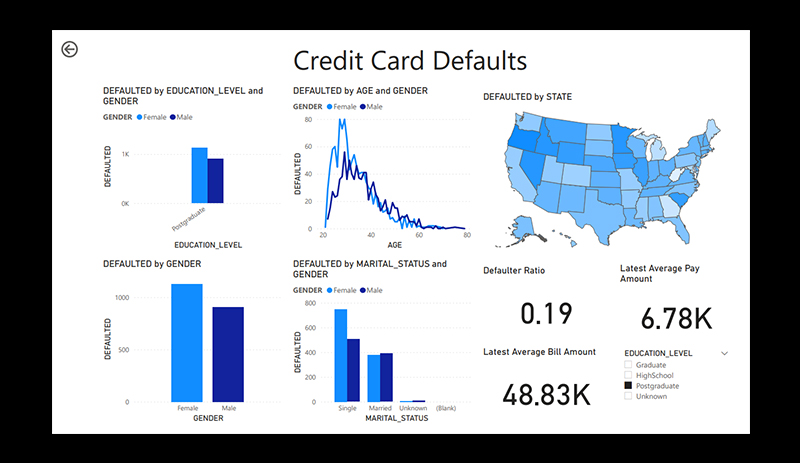 Credit Card Defaults
DEFAULTED by EDUCATION_LEVEL and
GENDER
GENDER Female Male
DEFAULTED
1K
0K
Postgraduate
EDUCATION_LEVEL
DEFAULTED by AGE and GENDER
GENDER Female Male
DEFAULTED
80
60
40
20
0
20 40 60 80
AGE
DEFAULTED by STATE
DEFAULTED by GENDER
DEFAULTED
1000
500
0
Female Male
GENDER
DEFAULTED by MARITAL_STATUS and
GENDER
GENDER Female Male
DEFAULTED
800
600
400
200
0
Single Married Unknown (Blank)
MARITAL_STATUS
Defaulter Ratio
0.19
Latest Average Pay
Amount
6.78K
Latest Average Bill Amount
48.83K
EDUCATION_LEVEL
Graduate
HighSchool
Postgraduate
Unknown